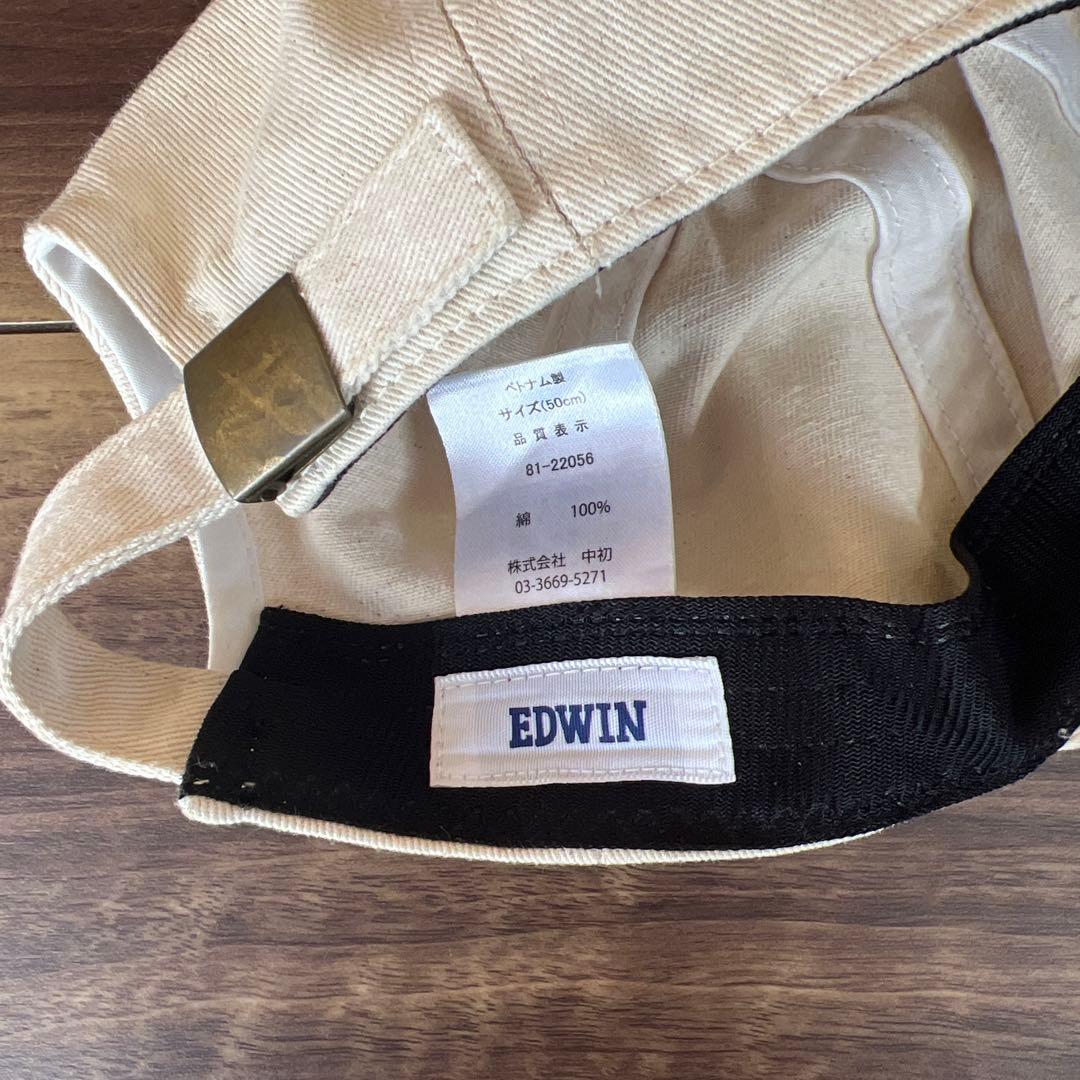 ベトナム製
サイズ(50cm)
品質表示
81-22056
綿 100%
株式会社 中初
03-3669-5271
EDWIN